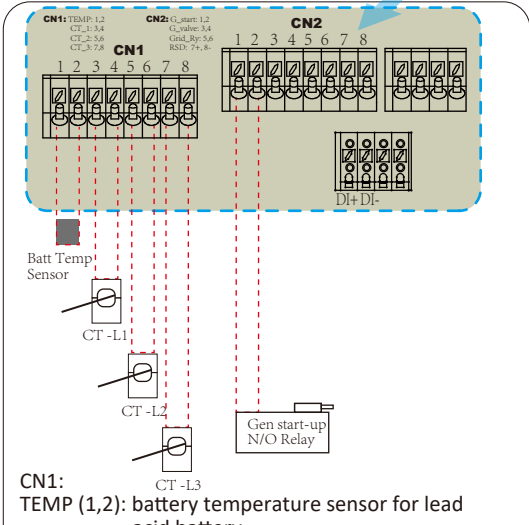 CN1: TEMP: 1,2
CT_1: 3,4
CT_2: 5,6
CT_3: 7,8
CN2: G_start: 1,2
G_valve: 3,4
Grid_Ry: 5,6
RSD: 7+, 8-
CN1
1 2 3 4 5 6 7 8
CN2
1 2 3 4 5 6 7 8
DI+ DI-
Batt Temp
Sensor
CT -L1
CT -L2
CT -L3
Gen start-up
N/O Relay
CN1:
TEMP (1,2): battery temperature sensor for lead
acid battery